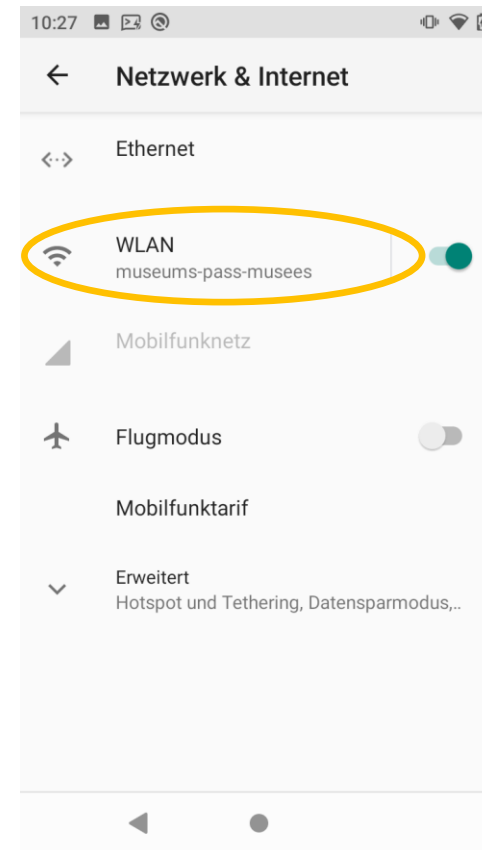 10:27
Netzwerk & Internet
Ethernet
WLAN
museums-pass-musees
Mobilfunknetz
Flugmodus
Mobilfunktarif
Erweitert
Hotspot und Tethering, Datensparmodus,..